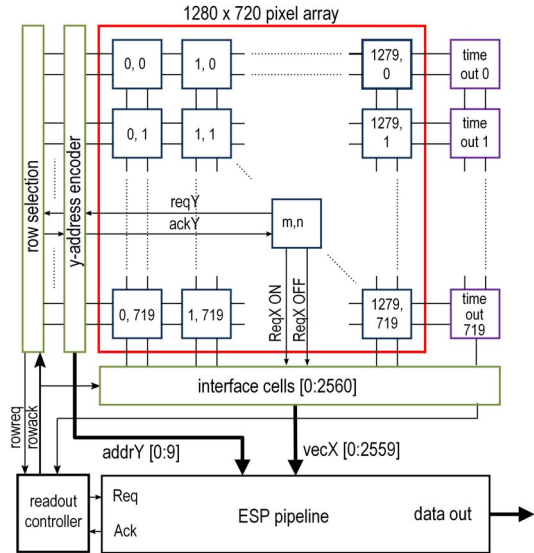 1280 x 720 pixel array
0, 0
1, 0
1279,
0
time
out 0
0, 1
1, 1
1279,
1
time
out 1
row selection
y-address encoder
reqY
ackY
m,n
ReqX ON
ReqX OFF
0, 719
1, 719
1279,
719
time
out
719
interface cells [0:2560]
rowreq
rowack
addrY [0:9]
vecX [0:2559]
readout
controller
Req
Ack
ESP pipeline
data out